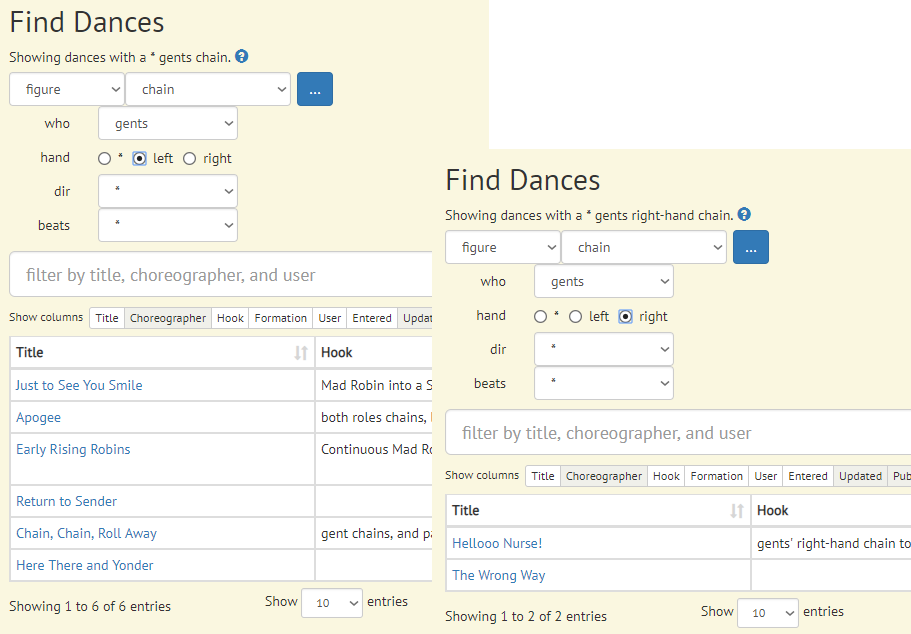 Find Dances
Showing dances with a * gents chain. ?
figure chain ...
who gents
hand * left right
dir *
beats *
filter by title, choreographer, and user
Show columns Title Choreographer Hook Formation User Entered Updat
Title Hook
Just to See You Smile Mad Robin into a S
Apogee both roles chains,
Early Rising Robins Continuous Mad Ro
Return to Sender
Chain, Chain, Roll Away gent chains, and pa
Here There and Yonder
Showing 1 to 6 of 6 entries Show 10 entries
Find Dances
Showing dances with a * gents right-hand chain. ?
figure chain ...
who gents
hand * left right
dir *
beats *
filter by title, choreographer, and user
Show columns Title Choreographer Hook Formation User Entered Updated Pub
Title Hook
Hellooo Nurse! gents' right-hand chain to
The Wrong Way
Showing 1 to 2 of 2 entries Show 10 entries